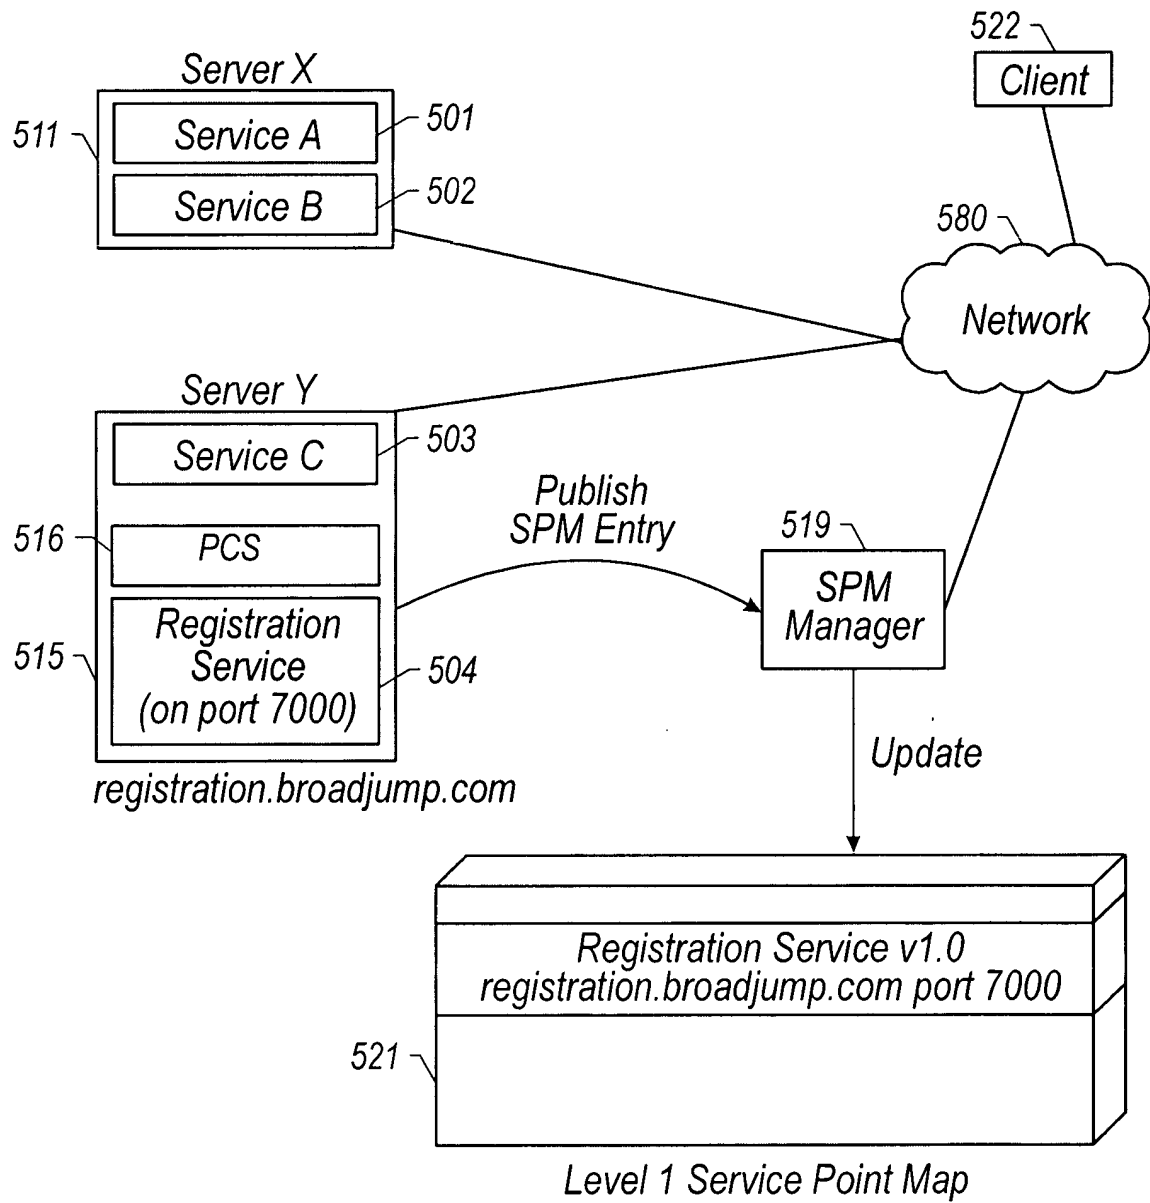 522
Client
Server X
511
Service A
501
Service B
502
580
Network
Server Y
Service C
503
516
PCS
Publish
SPM Entry
519
SPM
Manager
515
Registration
Service
(on port 7000)
504
registration.broadjump.com
Update
Registration Service v1.0
registration.broadjump.com port 7000
521
Level 1 Service Point Map